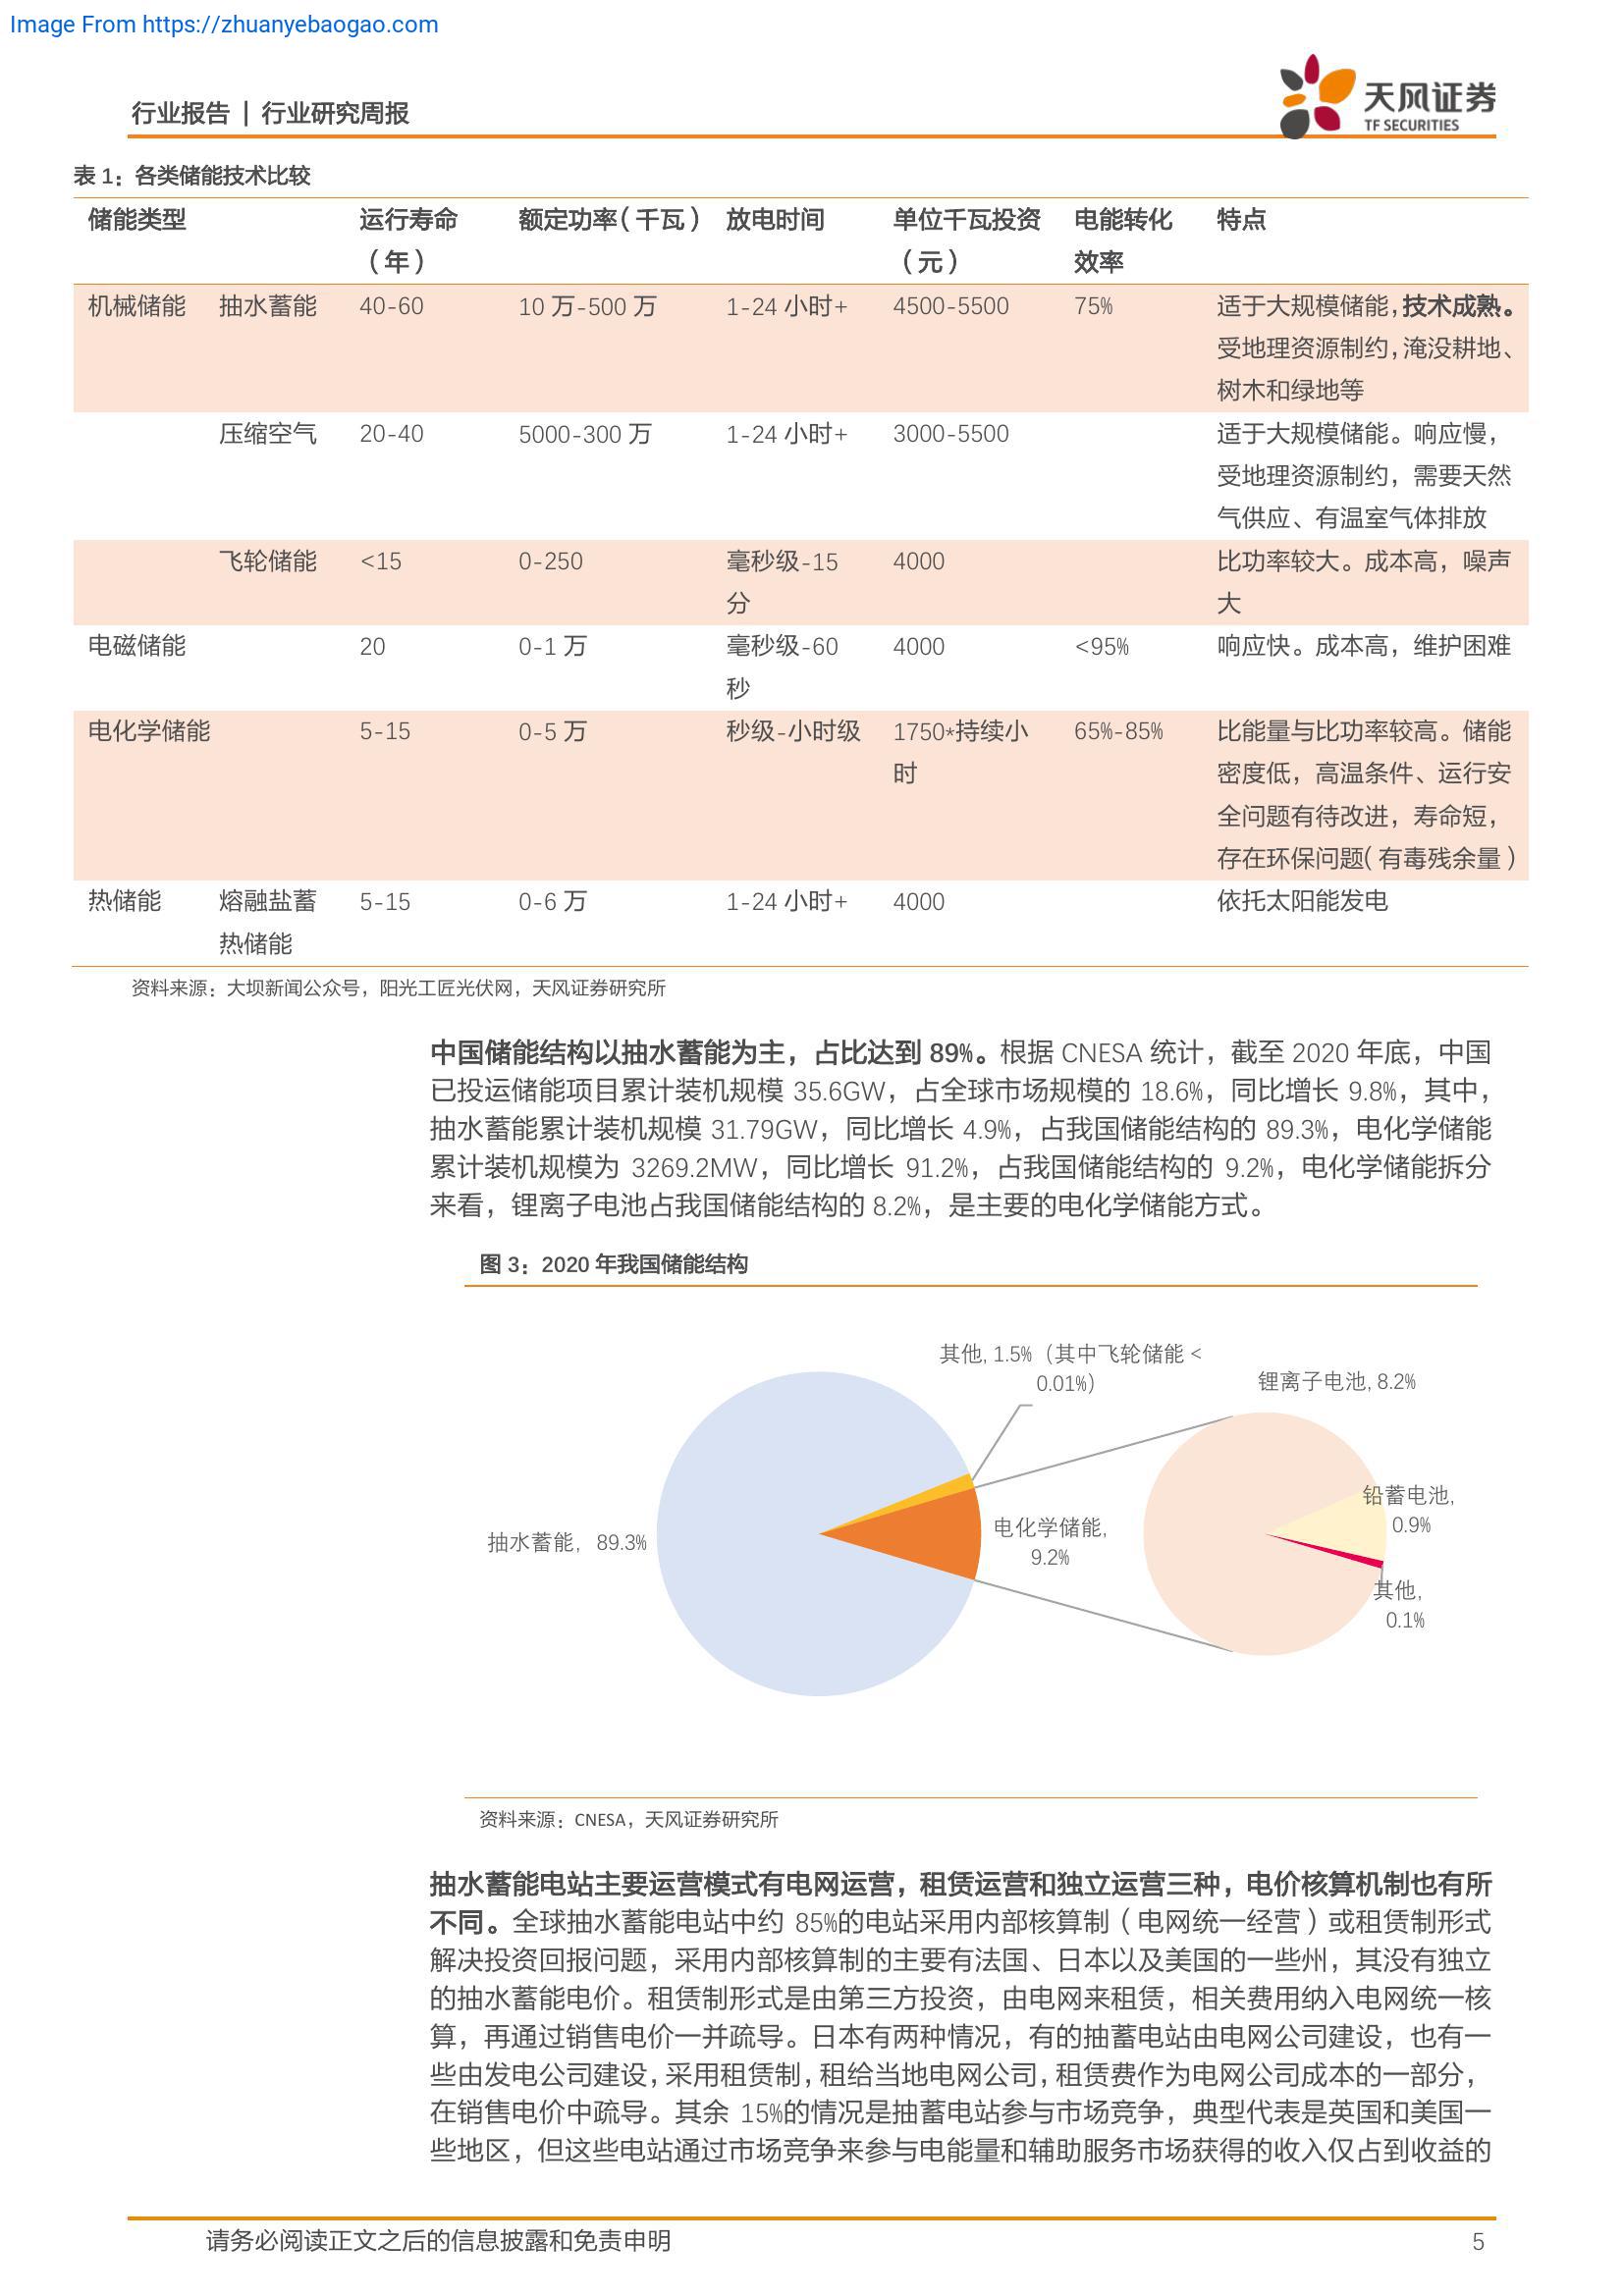 Image From https://zhuanyebaogao.com
行业报告 | 行业研究周报
天风证券
TF SECURITIES
表 1：各类储能技术比较
储能类型 运行寿命（年） 额定功率（千瓦） 放电时间 单位千瓦投资（元） 电能转化效率 特点
机械储能 抽水蓄能 40-60 10 万-500 万 1-24 小时+ 4500-5500 75% 适于大规模储能，技术成熟。
受地理资源制约，淹没耕地、
树木和绿地等
压缩空气 20-40 5000-300 万 1-24 小时+ 3000-5500 适于大规模储能。响应慢，
受地理资源制约，需要天然
气供应、有温室气体排放
飞轮储能 <15 0-250 毫秒级-15分 4000 比功率较大。成本高，噪声
大
电磁储能 20 0-1 万 毫秒级-60秒 4000 <95% 响应快。成本高，维护困难
电化学储能 5-15 0-5 万 秒级-小时级 1750*持续小时 65%-85% 比能量与比功率较高。储能
密度低，高温条件、运行安
全问题有待改进，寿命短，
存在环保问题（有毒残余量）
热储能 熔融盐蓄热储能 5-15 0-6 万 1-24 小时+ 4000 依托太阳能发电
资料来源：大坝新闻公众号，阳光工匠光伏网，天风证券研究所
中国储能结构以抽水蓄能为主，占比达到 89%。根据 CNESA 统计，截至 2020 年底，中国
已投运储能项目累计装机规模 35.6GW，占全球市场规模的 18.6%，同比增长 9.8%，其中，
抽水蓄能累计装机规模 31.79GW，同比增长 4.9%，占我国储能结构的 89.3%，电化学储能
累计装机规模为 3269.2MW，同比增长 91.2%，占我国储能结构的 9.2%，电化学储能拆分
来看，锂离子电池占我国储能结构的 8.2%，是主要的电化学储能方式。
图 3：2020 年我国储能结构
其他, 1.5%（其中飞轮储能 <
0.01%）
锂离子电池, 8.2%
铅蓄电池,
0.9%
抽水蓄能， 89.3%
电化学储能,
9.2%
其他,
0.1%
资料来源：CNESA，天风证券研究所
抽水蓄能电站主要运营模式有电网运营，租赁运营和独立运营三种，电价核算机制也有所
不同。全球抽水蓄能电站中约 85%的电站采用内部核算制（电网统一经营）或租赁制形式
解决投资回报问题，采用内部核算制的主要有法国、日本以及美国的一些州，其没有独立
的抽水蓄能电价。租赁制形式是由第三方投资，由电网来租赁，相关费用纳入电网统一核
算，再通过销售电价一并疏导。日本有两种情况，有的抽蓄电站由电网公司建设，也有一
些由发电公司建设，采用租赁制，租给当地电网公司，租赁费作为电网公司成本的一部分，
在销售电价中疏导。其余 15%的情况是抽蓄电站参与市场竞争，典型代表是英国和美国一
些地区，但这些电站通过市场竞争来参与电能量和辅助服务市场获得的收入仅占到收益的
请务必阅读正文之后的信息披露和免责申明
5